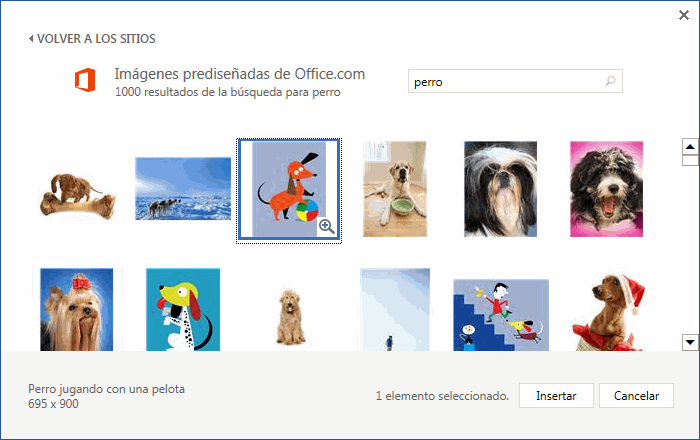 VOLVER A LOS SITIOS
Imágenes prediseñadas de Office.com
1000 resultados de la búsqueda para perro
perro
Perro jugando con una pelota
695 x 900
1 elemento seleccionado.
Insertar
Cancelar